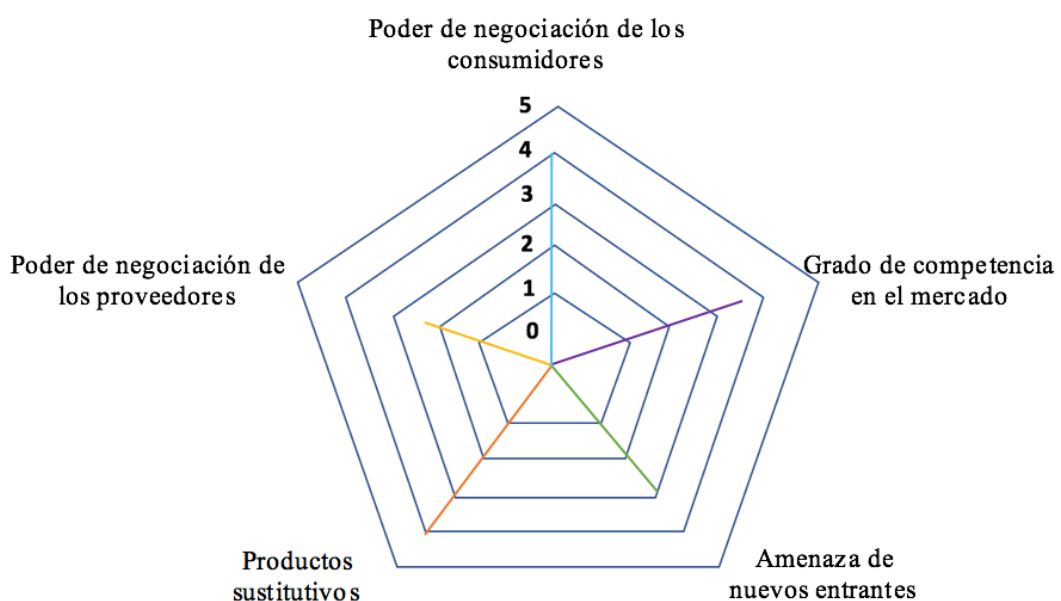 Poder de negociación de los
consumidores
5
4
3
2
1
0
Grado de competencia
en el mercado
Poder de negociación de
los proveedores
Productos
sustitutivos
Amenaza de
nuevos entrantes